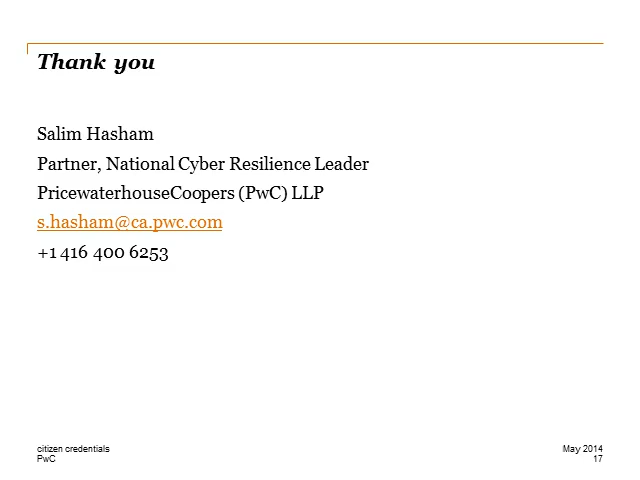 Thank you
Salim Hasham
Partner, National Cyber Resilience Leader
PricewaterhouseCoopers (PwC) LLP
s.hasham@ca.pwc.com
+1 416 400 6253
citizen credentials
PwC
May 2014
17